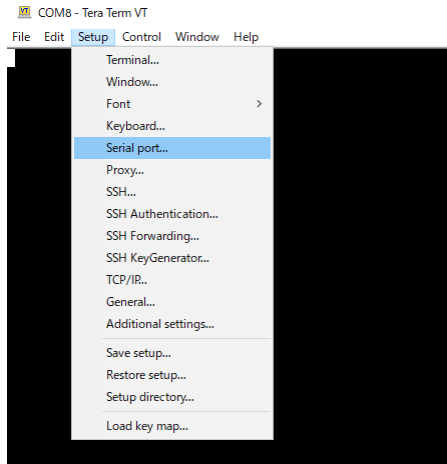 COM8 - Tera Term VT
File Edit Setup Control Window Help
Terminal...
Window...
Font
Keyboard...
Serial port...
Proxy...
SSH...
SSH Authentication...
SSH Forwarding...
SSH KeyGenerator...
TCP/IP...
General...
Additional settings...
Save setup...
Restore setup...
Setup directory...
Load key map...